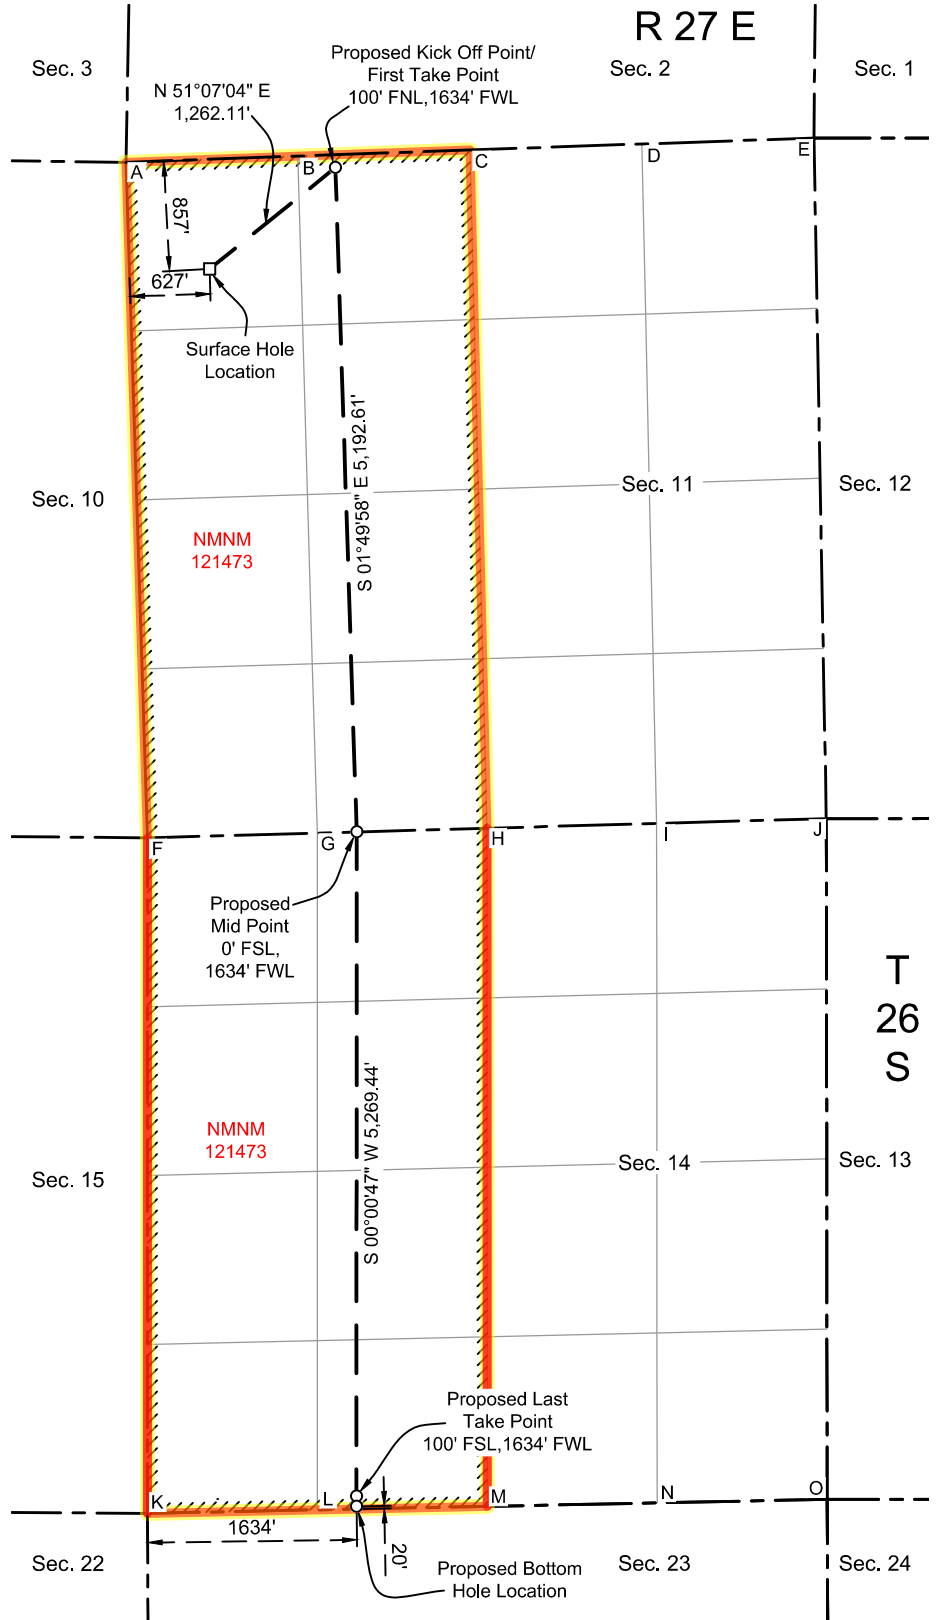 R 27 E
Sec. 3
Proposed Kick Off Point/
First Take Point
100' FNL,1634' FWL
Sec. 2
Sec. 1
N 51°07'04" E
1,262.11'
A
B
C
D
E
857'
627'
Surface Hole
Location
S 01°49'58" E 5,192.61'
Sec. 10
Sec. 11
Sec. 12
NMNM
121473
F
G
H
I
J
Proposed
Mid Point
0' FSL,
1634' FWL
T
26
S
S 00°00'47" W 5,269.44'
NMNM
121473
Sec. 15
Sec. 14
Sec. 13
Proposed Last
Take Point
100' FSL,1634' FWL
K
L
M
N
O
1634'
20'
Sec. 22
Proposed Bottom
Hole Location
Sec. 23
Sec. 24